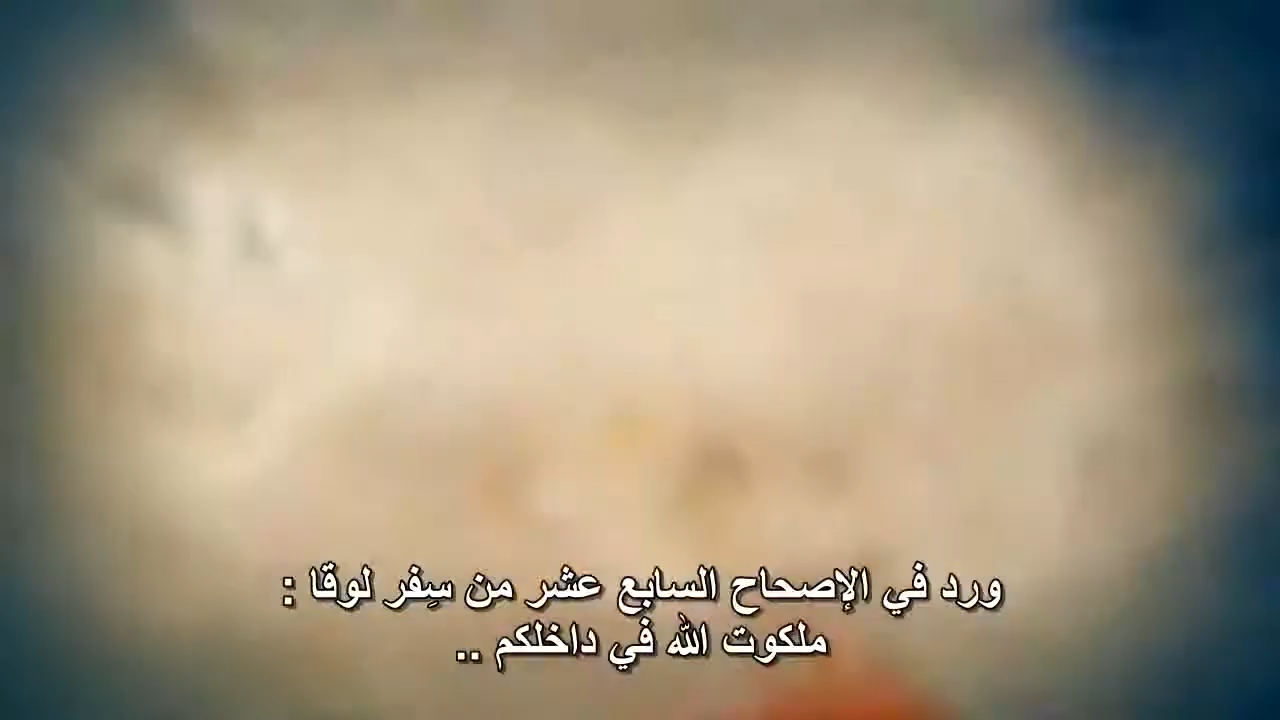 ورد في الإصحاح السابع عشر من سِفر لوقا :
ملكوت الله في داخلكم ..